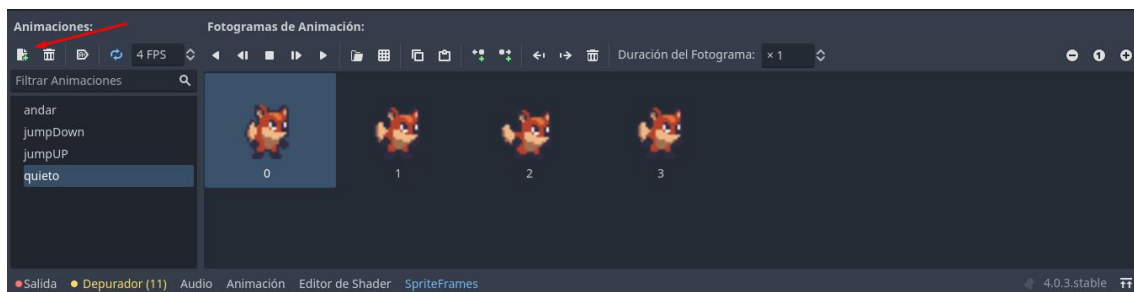 Animaciones:
Fotogramas de Animación:
4 FPS
Duración del Fotograma: × 1
Filtrar Animaciones
andar
jumpDown
jumpUP
quieto
0 1 2 3
Salida Depurador (11) Audio Animación Editor de Shader SpriteFrames 4.0.3.stable